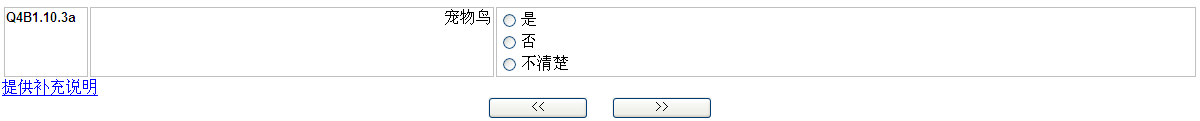 Q4B1.10.3a
宠物鸟
是
否
不清楚
提供补充说明
<<
>>